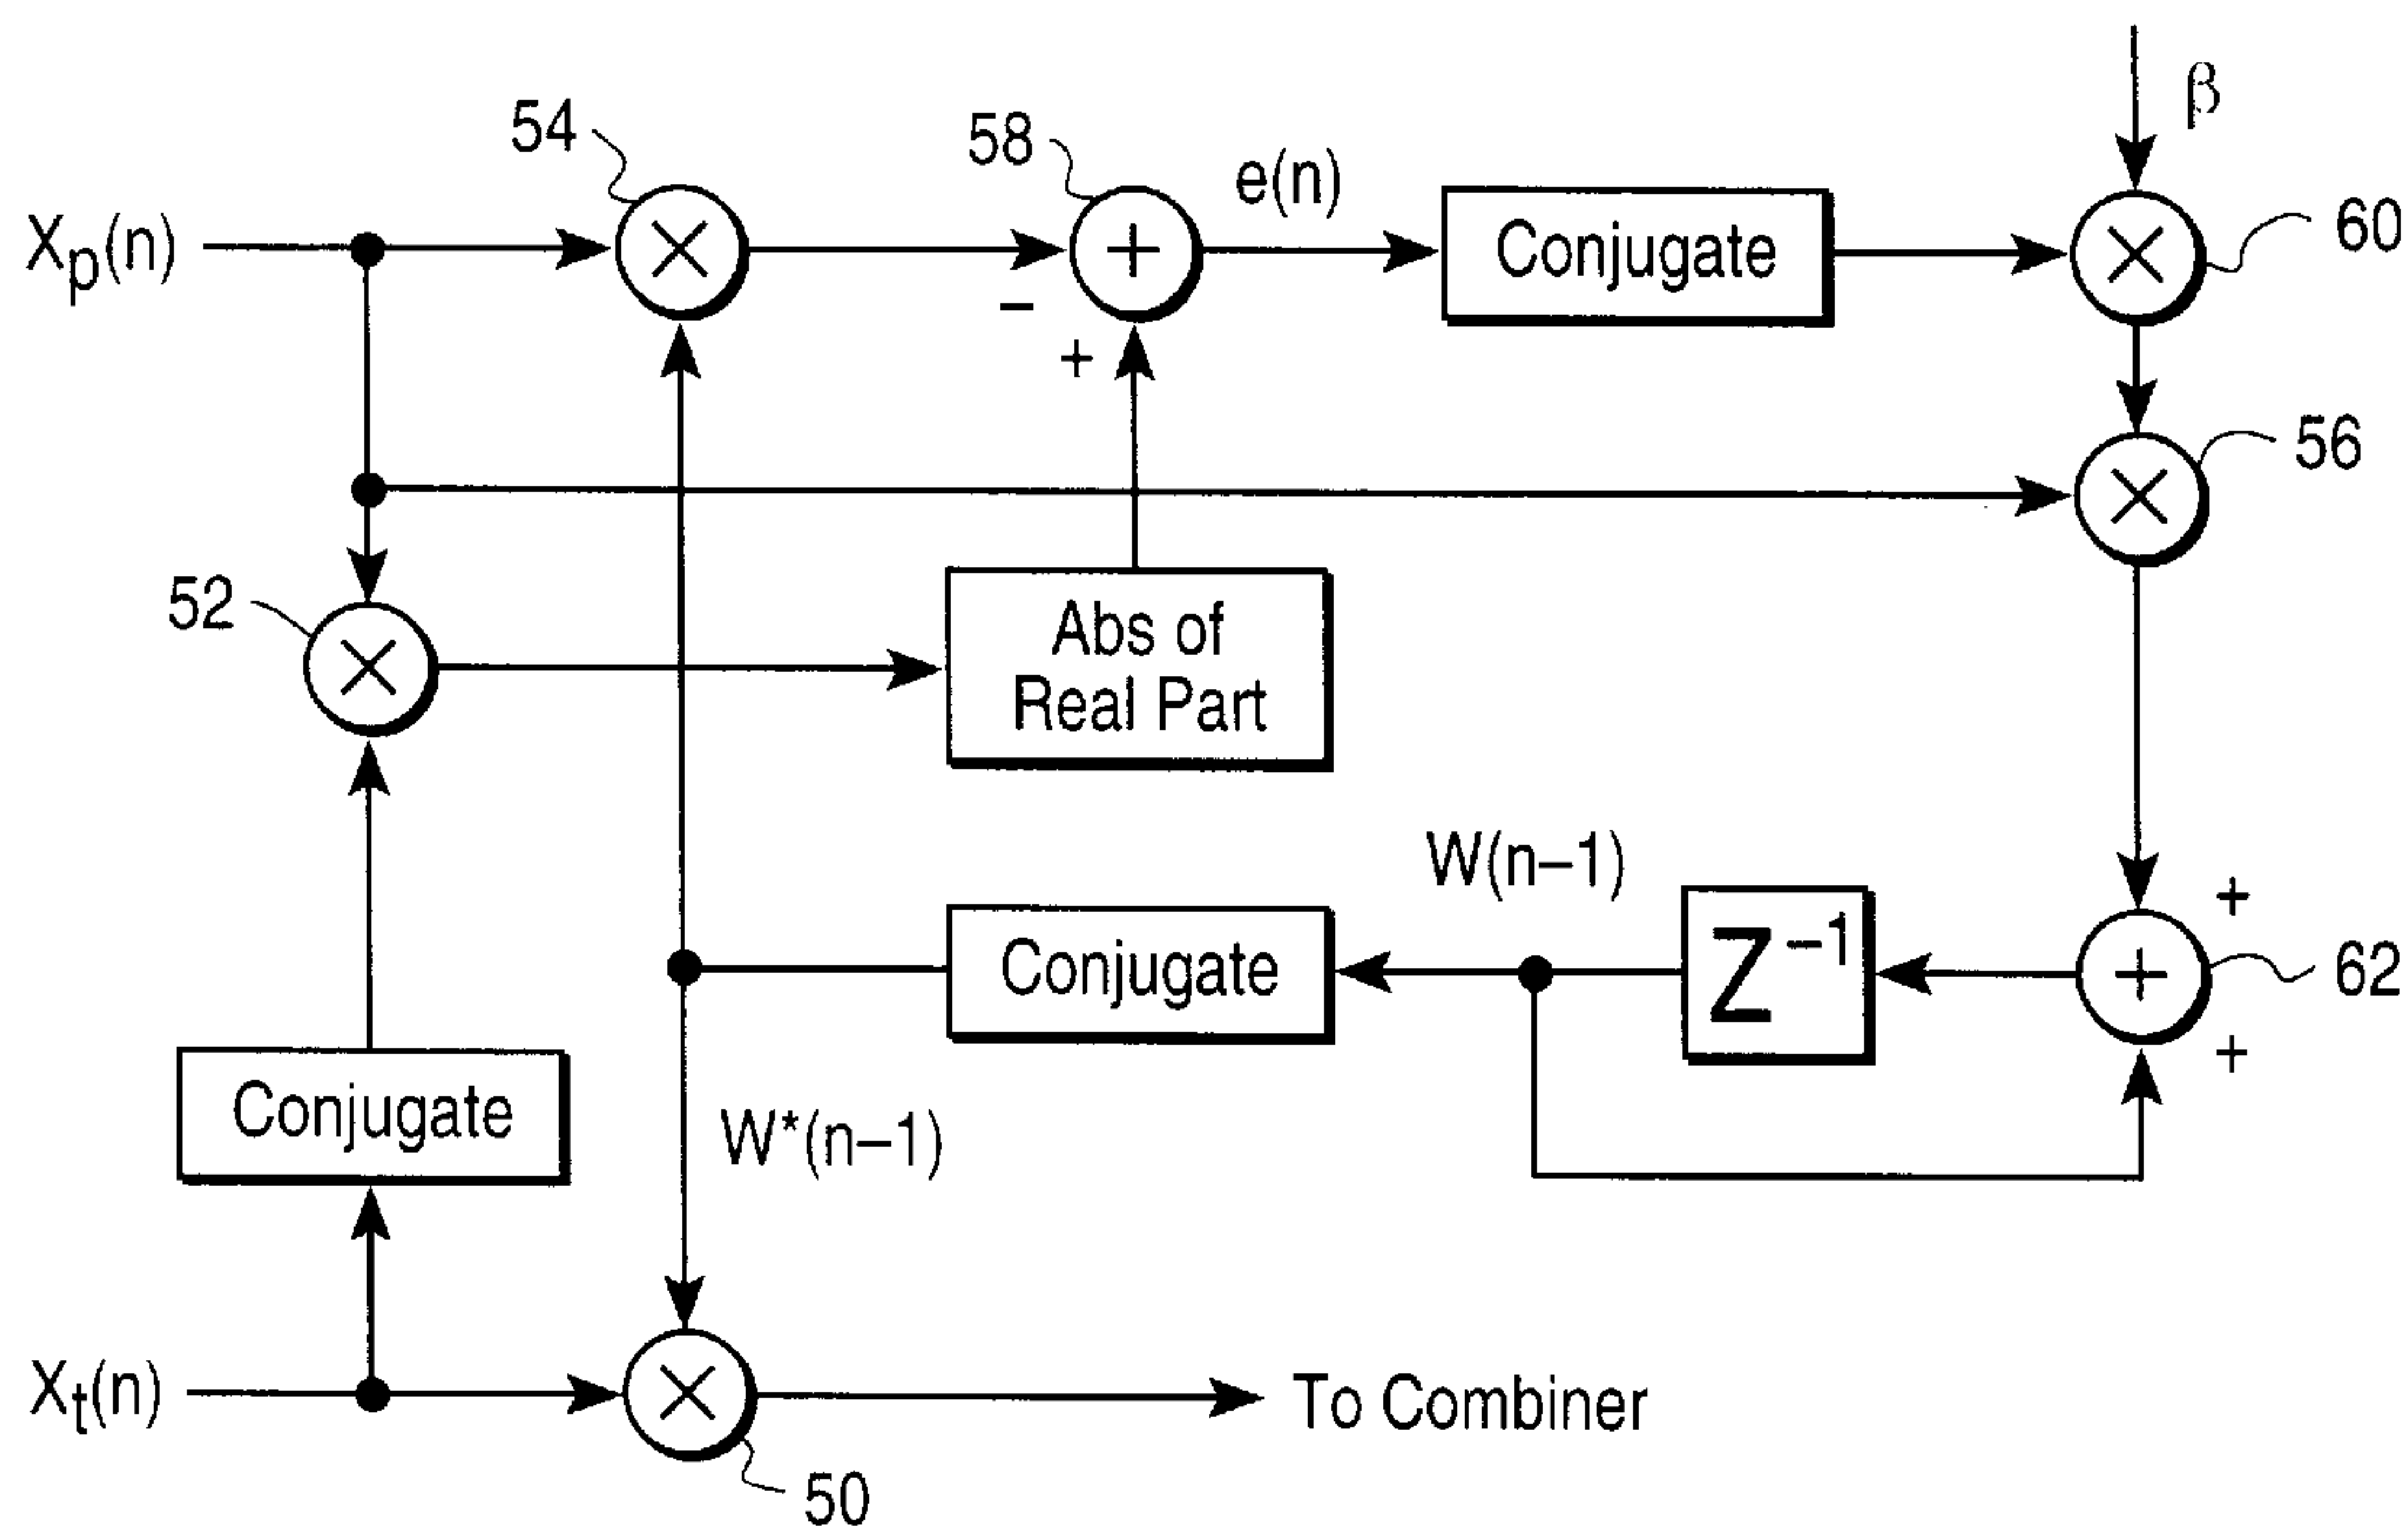 β
54
58
e(n)
60
Xp(n)
×
+
Conjugate
×
−
+
56
×
52
×
Abs of
Real Part
W(n−1)
+
Conjugate
Z−1
+
62
+
Conjugate
W*(n−1)
Xt(n)
×
To Combiner
50